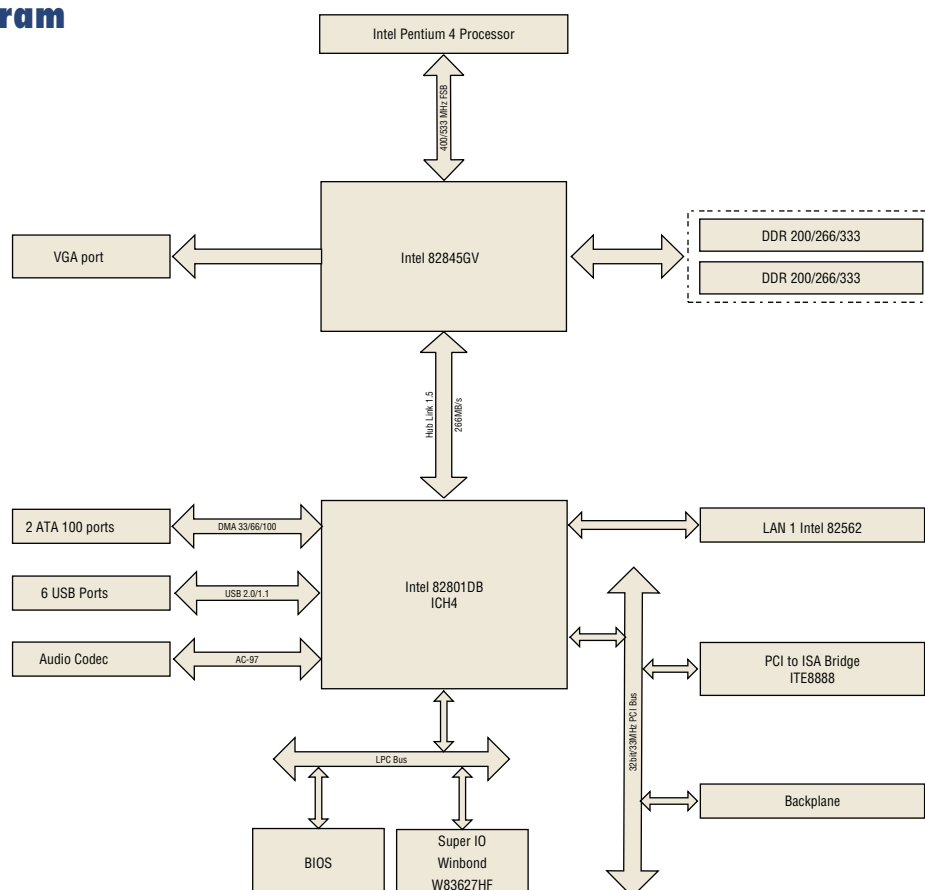 ram
Intel Pentium 4 Processor
400/533 MHz FSB
VGA port
Intel 82845GV
DDR 200/266/333
DDR 200/266/333
Hub Link 1.5
266MB/s
2 ATA 100 ports
DMA 33/66/100
LAN 1 Intel 82562
6 USB Ports
USB 2.0/1.1
Intel 82801DB
ICH4
Audio Codec
AC-97
PCI to ISA Bridge
ITE8888
32bit/33MHz PCI Bus
LPC Bus
Backplane
BIOS
Super IO
Winbond
W83627HF